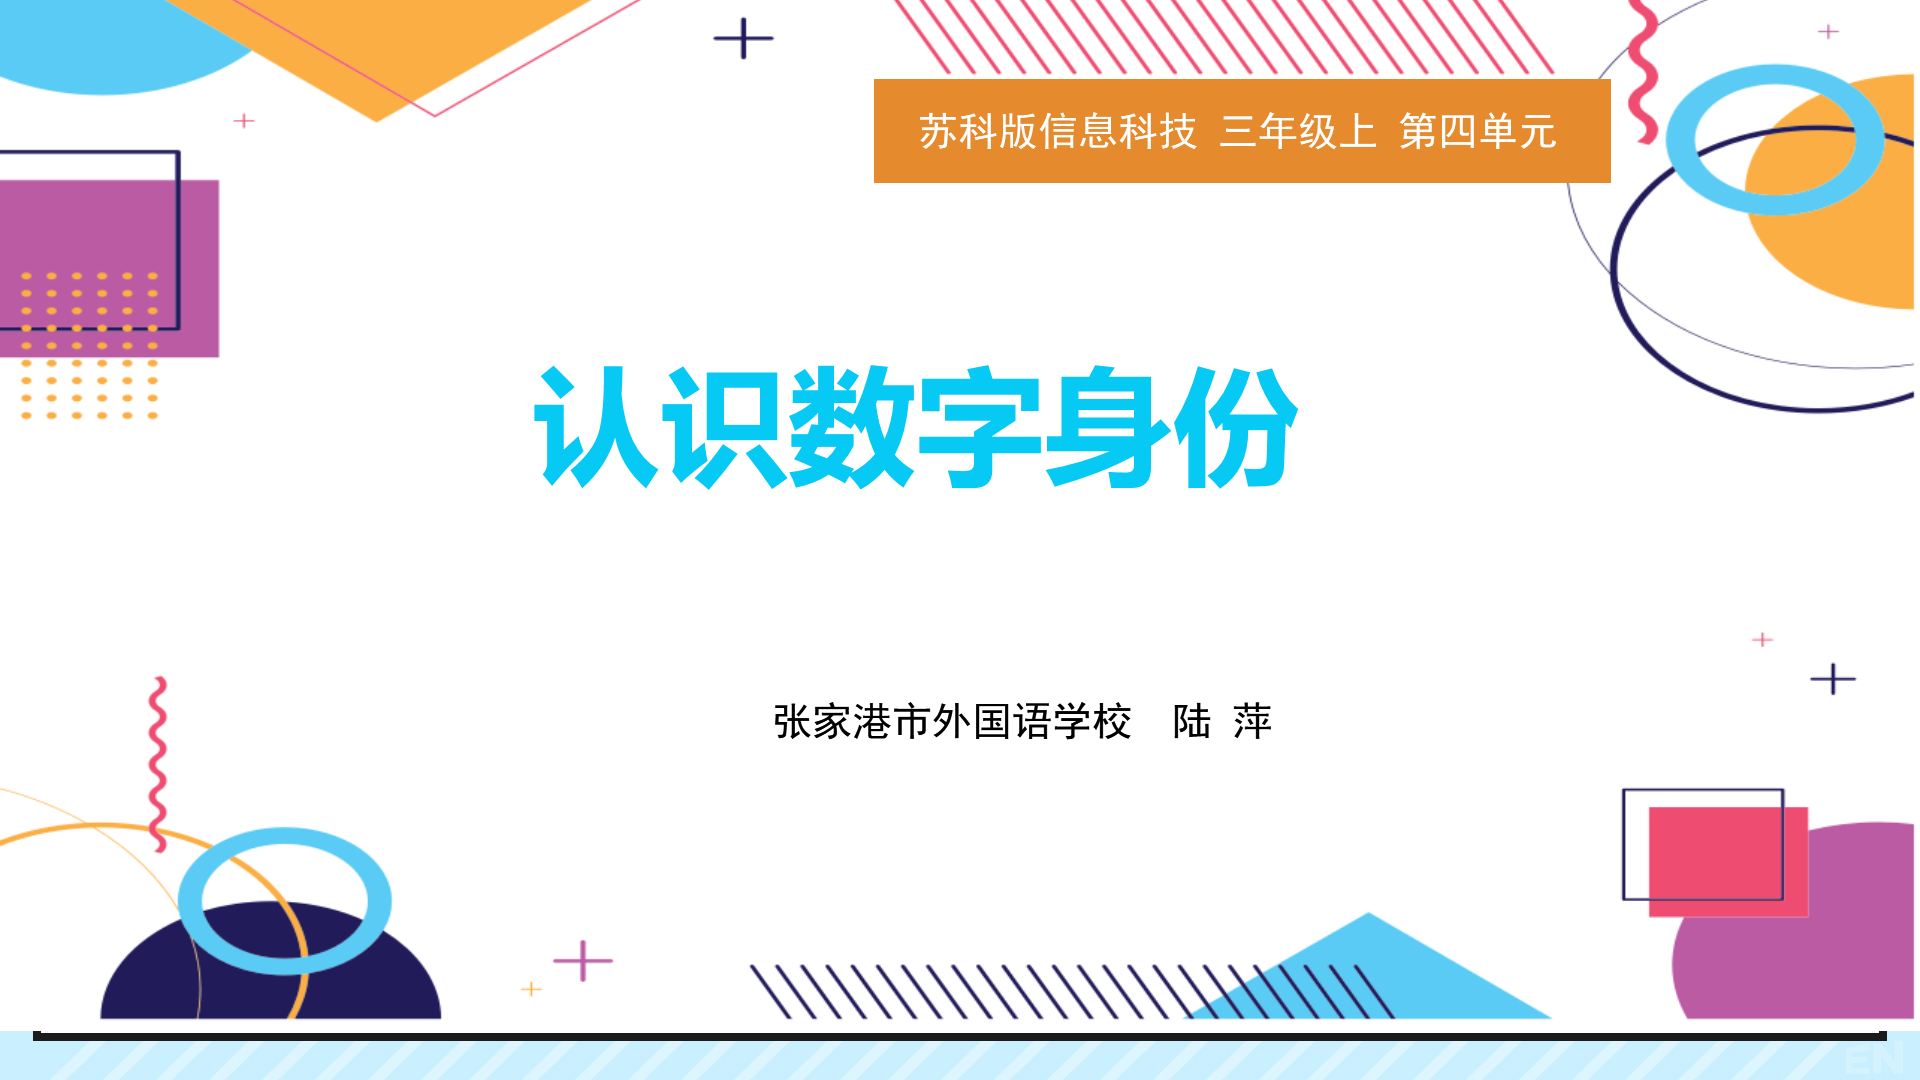 苏科版信息科技 三年级上 第四单元
认识数字身份
张家港市外国语学校 陆 萍
EN